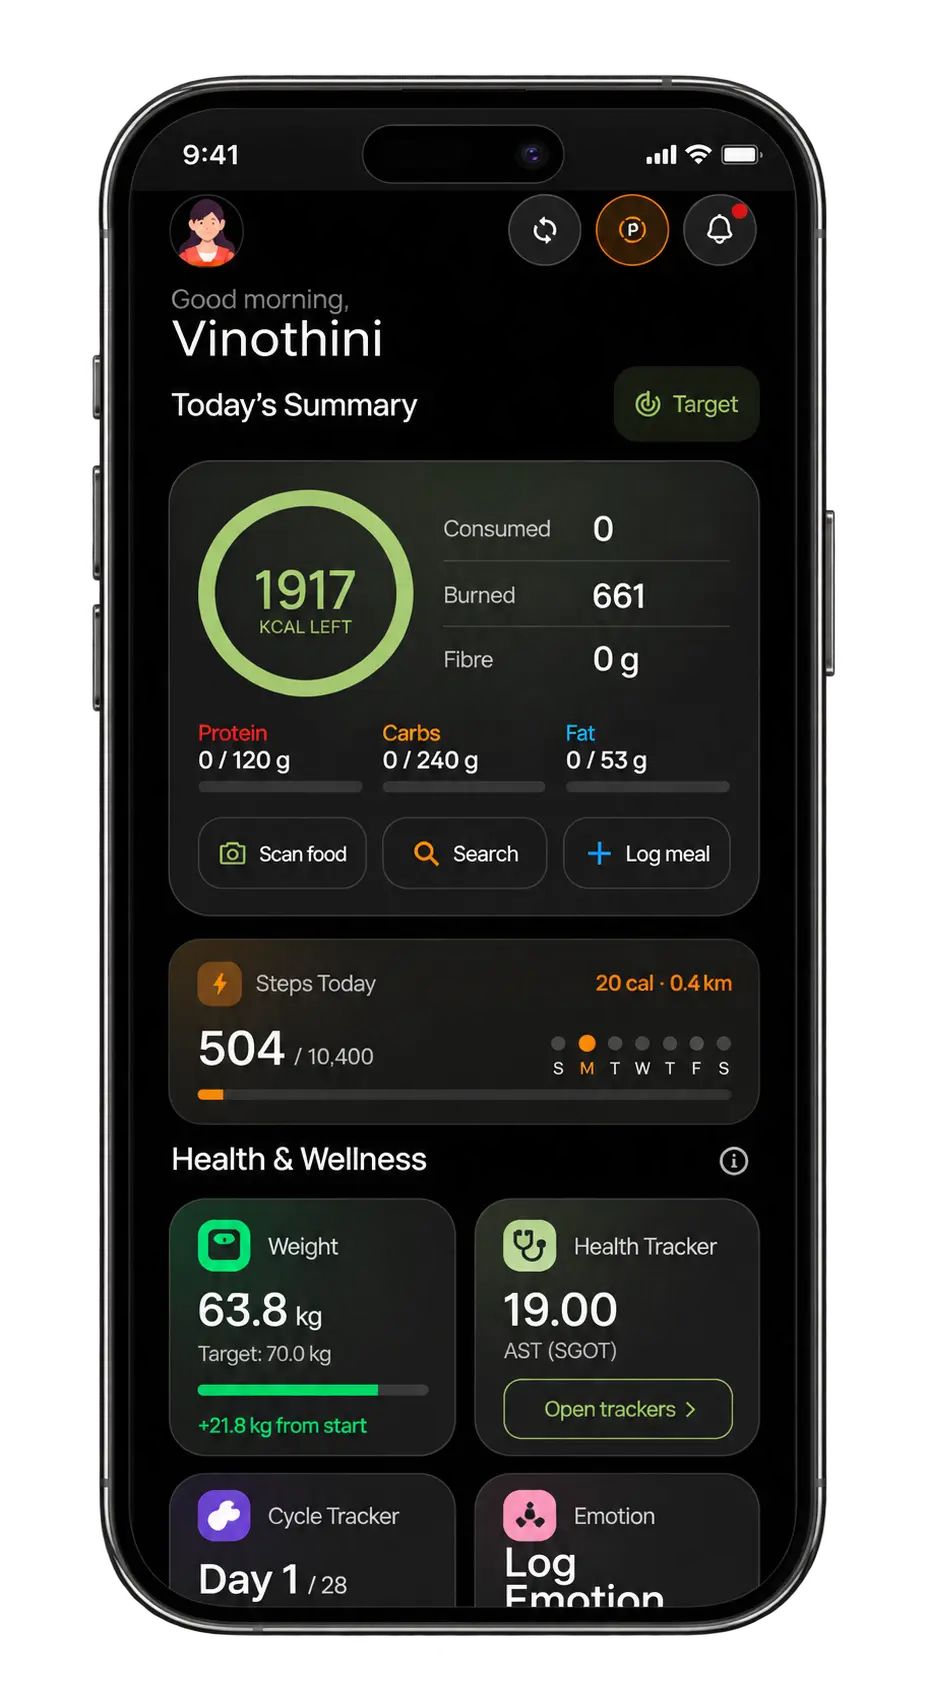 9:41
P
Good morning,
Vinothini
Today's Summary
Target
1917
KCAL LEFT
Consumed 0
Burned 661
Fibre 0 g
Protein Carbs Fat
0 / 120 g 0 / 240 g 0 / 53 g
Scan food Search Log meal
Steps Today 20 cal · 0.4 km
504 / 10,400
S M T W T F S
Health & Wellness
Weight
63.8 kg
Target: 70.0 kg
+21.8 kg from start
Health Tracker
19.00
AST (SGOT)
Open trackers >
Cycle Tracker
Day 1 / 28
Emotion
Log
Emotion